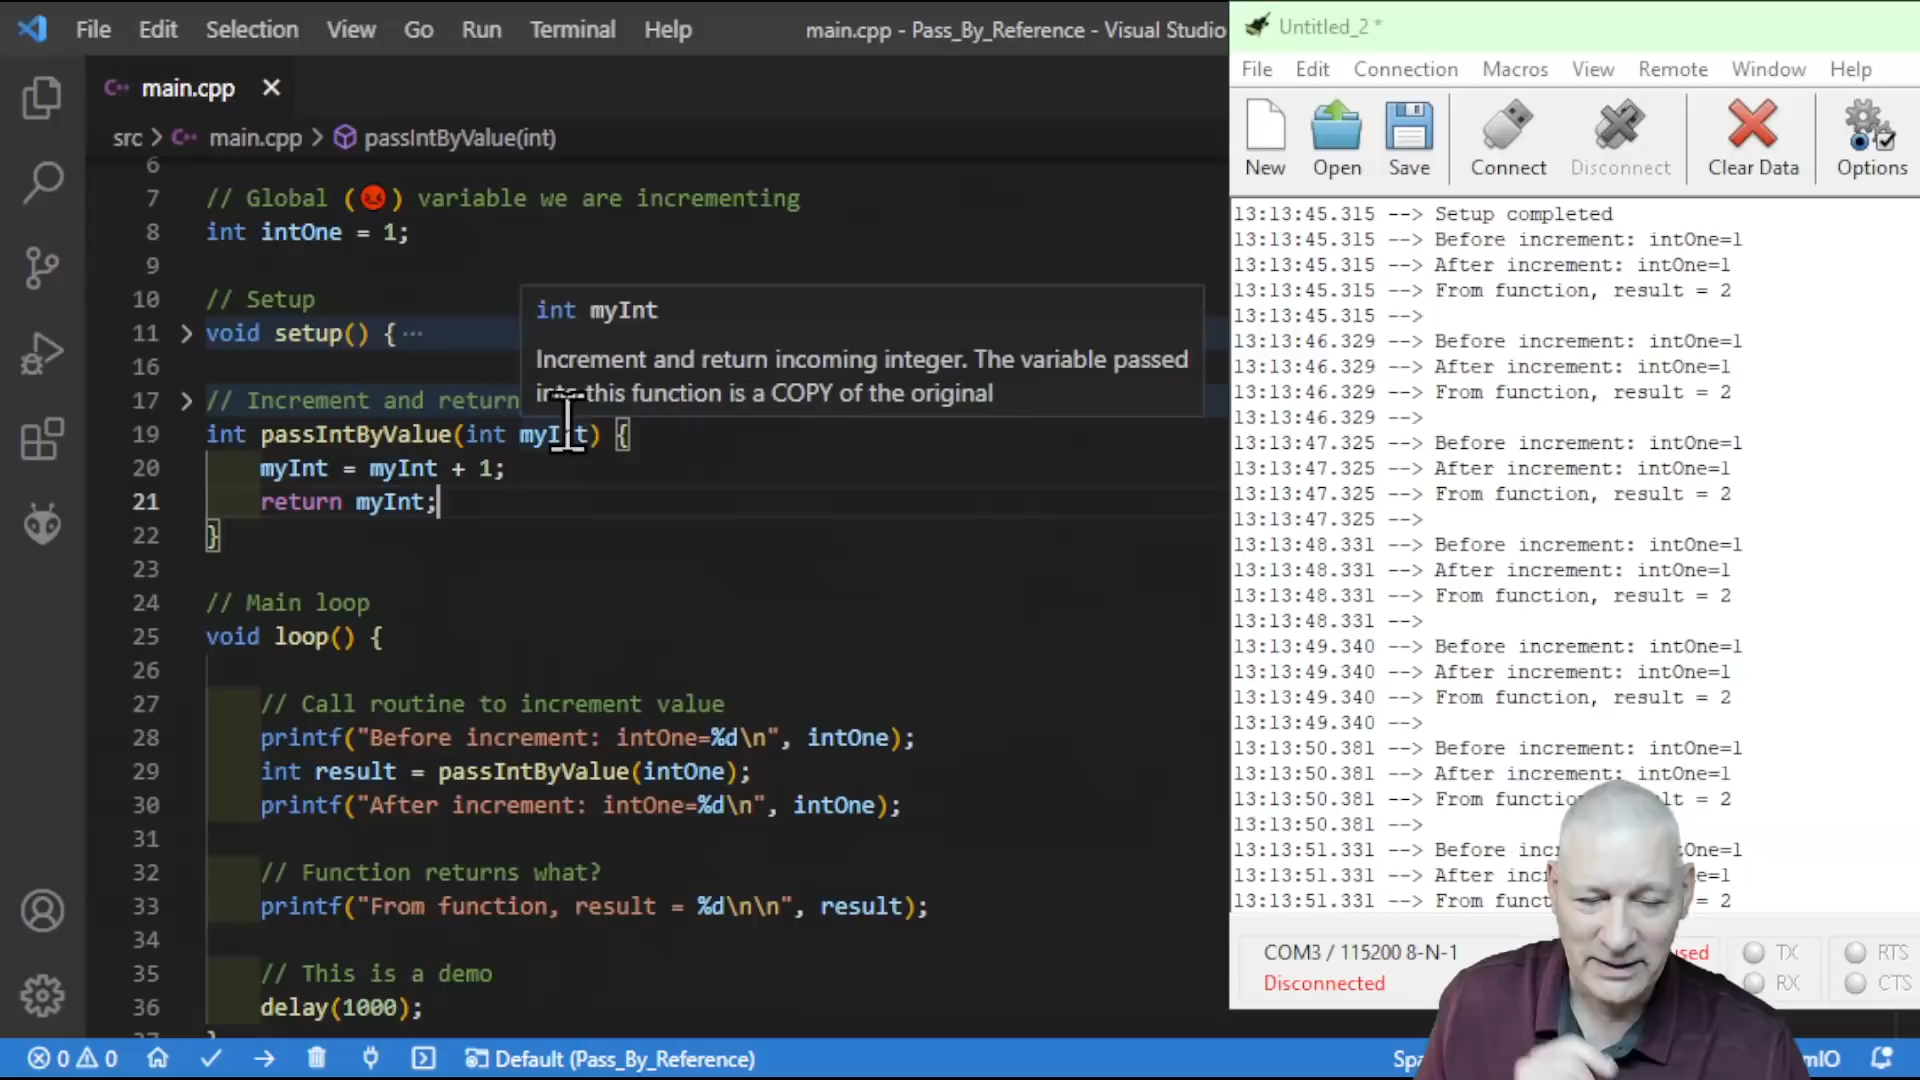 File Edit Selection View Go Run Terminal Help main.cpp - Pass_By_Reference - Visual Studio
main.cpp
src > main.cpp > passIntByValue(int)
6
7 // Global (😡) variable we are incrementing
8 int intOne = 1;
9
10 // Setup
11 void setup() { ···
16
17 // Increment and return
19 int passIntByValue(int myInt) {
20 myInt = myInt + 1;
21 return myInt;
22 }
23
24 // Main loop
25 void loop() {
26
27 // Call routine to increment value
28 printf("Before increment: intOne=%d\n", intOne);
29 int result = passIntByValue(intOne);
30 printf("After increment: intOne=%d\n", intOne);
31
32 // Function returns what?
33 printf("From function, result = %d\n\n", result);
34
35 // This is a demo
36 delay(1000);
int myInt
Increment and return incoming integer. The variable passed
into this function is a COPY of the original
0 0 Default (Pass_By_Reference)
Untitled_2 *
File Edit Connection Macros View Remote Window Help
New Open Save Connect Disconnect Clear Data Options
13:13:45.315 --> Setup completed
13:13:45.315 --> Before increment: intOne=1
13:13:45.315 --> After increment: intOne=1
13:13:45.315 --> From function, result = 2
13:13:45.315 -->
13:13:46.329 --> Before increment: intOne=1
13:13:46.329 --> After increment: intOne=1
13:13:46.329 --> From function, result = 2
13:13:46.329 -->
13:13:47.325 --> Before increment: intOne=1
13:13:47.325 --> After increment: intOne=1
13:13:47.325 --> From function, result = 2
13:13:47.325 -->
13:13:48.331 --> Before increment: intOne=1
13:13:48.331 --> After increment: intOne=1
13:13:48.331 --> From function, result = 2
13:13:48.331 -->
13:13:49.340 --> Before increment: intOne=1
13:13:49.340 --> After increment: intOne=1
13:13:49.340 --> From function, result = 2
13:13:49.340 -->
13:13:50.381 --> Before increment: intOne=1
13:13:50.381 --> After increment: intOne=1
13:13:50.381 --> From = 2
13:13:50.381 -->
13:13:51.331 --> Before
13:13:51.331 --> After
13:13:51.331 --> From = 2
COM3 / 115200 8-N-1 TX RTS
Disconnected RX CTS